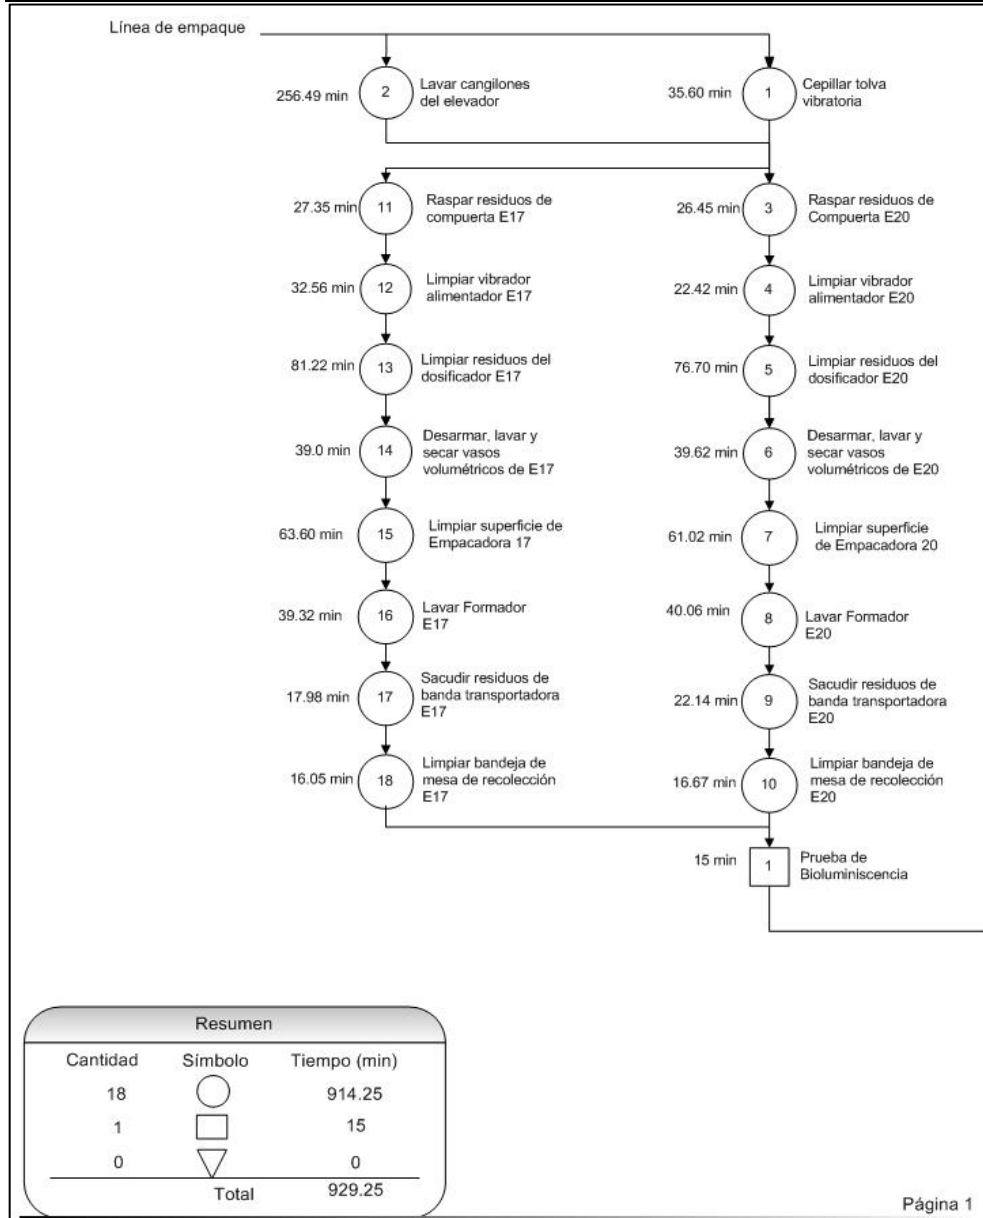 Línea de empaque
256.49 min
2
Lavar cangilones
del elevador
35.60 min
1
Cepillar tolva
vibratoria
27.35 min
11
Raspar residuos de
compuerta E17
26.45 min
3
Raspar residuos de
Compuerta E20
32.56 min
12
Limpiar vibrador
alimentador E17
22.42 min
4
Limpiar vibrador
alimentador E20
81.22 min
13
Limpiar residuos del
dosificador E17
76.70 min
5
Limpiar residuos del
dosificador E20
39.0 min
14
Desarmar, lavar y
secar vasos
volumétricos de E17
39.62 min
6
Desarmar, lavar y
secar vasos
volumétricos de E20
63.60 min
15
Limpiar superficie de
Empacadora 17
61.02 min
7
Limpiar superficie
de Empacadora 20
39.32 min
16
Lavar Formador
E17
40.06 min
8
Lavar Formador
E20
17.98 min
17
Sacudir residuos de
banda transportadora
E17
22.14 min
9
Sacudir residuos de
banda transportadora
E20
16.05 min
18
Limpiar bandeja de
mesa de recolección
E17
16.67 min
10
Limpiar bandeja de
mesa de recolección
E20
15 min
1
Prueba de
Bioluminiscencia
Resumen
Cantidad Símbolo Tiempo (min)
18 914.25
1 15
0 0
Total 929.25
Página 1